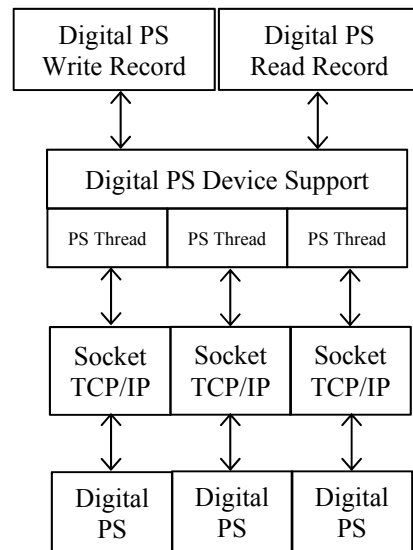 Digital PS
Write Record
Digital PS
Read Record
Digital PS Device Support
PS Thread
PS Thread
PS Thread
Socket
TCP/IP
Socket
TCP/IP
Socket
TCP/IP
Digital
PS
Digital
PS
Digital
PS